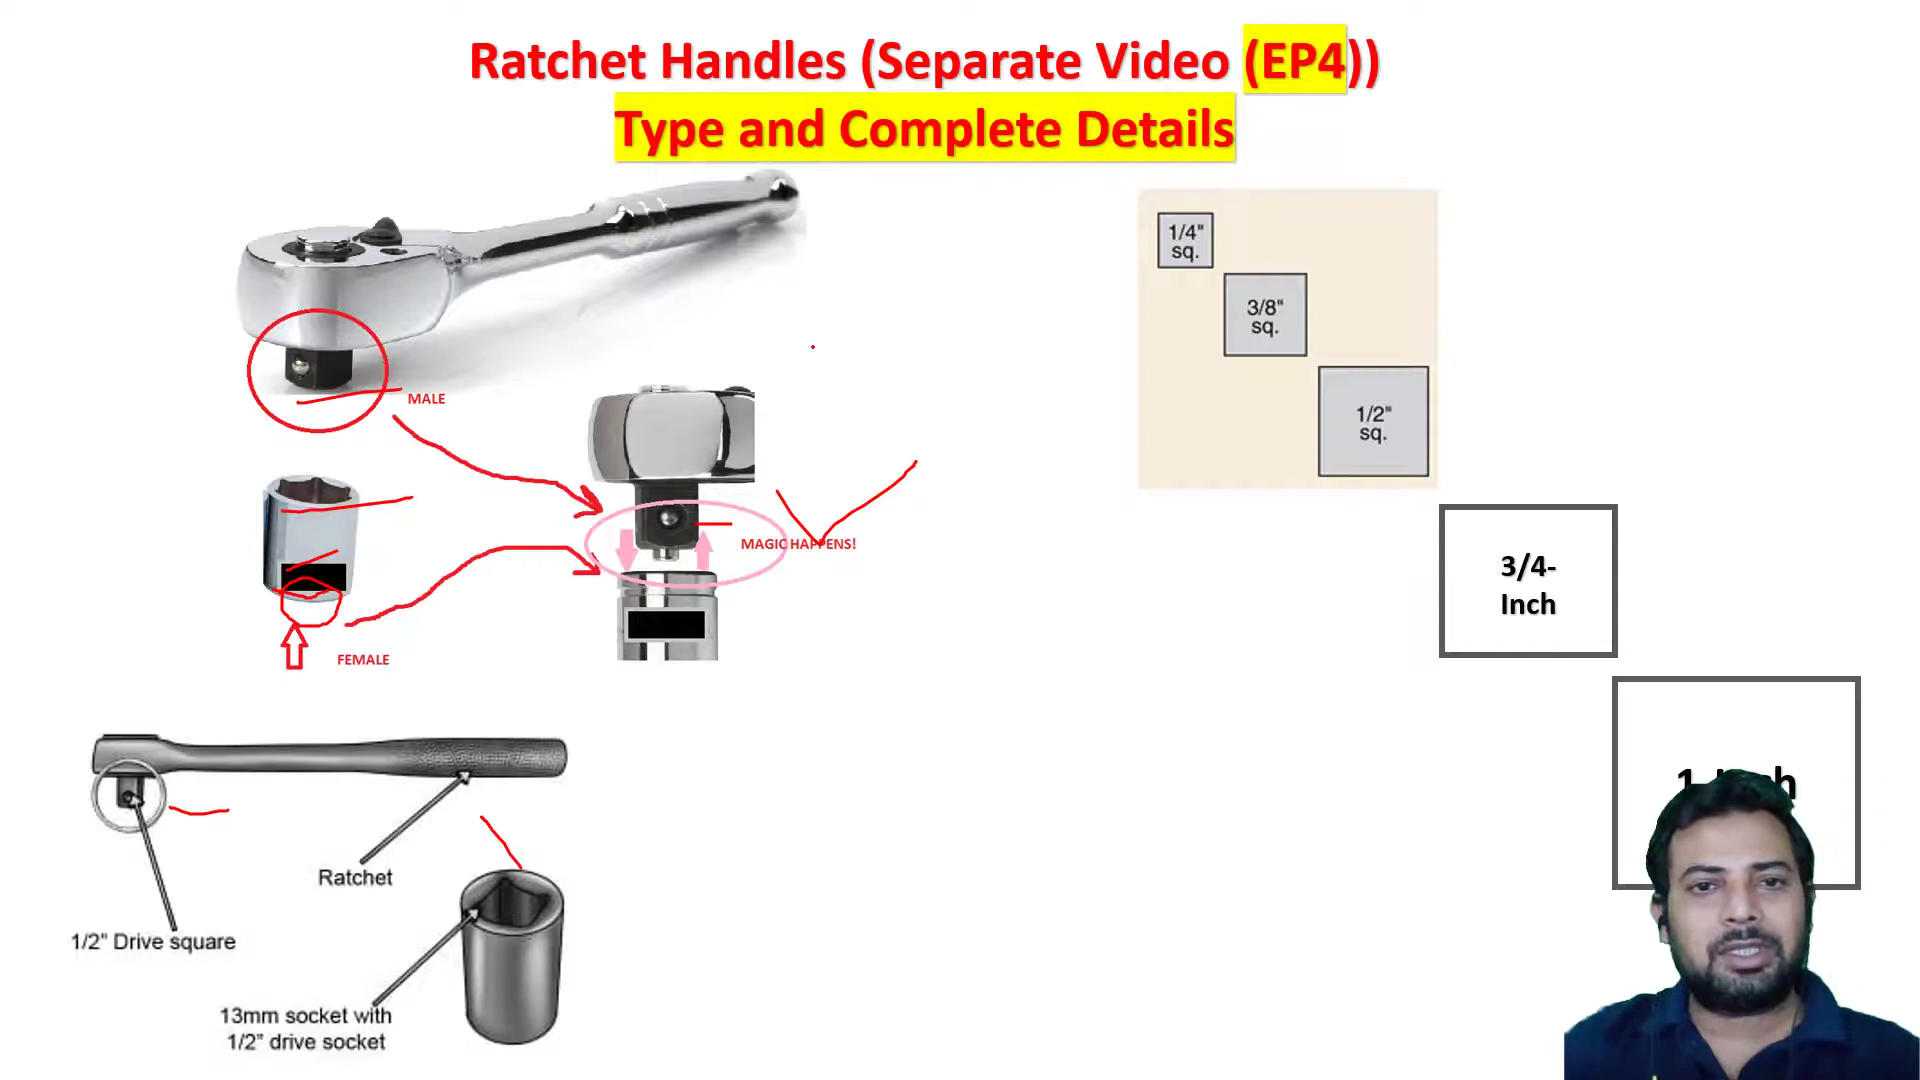 Ratchet Handles (Separate Video (EP4))
Type and Complete Details
1/4"
sq.
3/8"
sq.
1/2"
sq.
MALE
MAGIC HAPPENS!
3/4-
Inch
FEMALE
Ratchet
1/2" Drive square
13mm socket with
1/2" drive socket